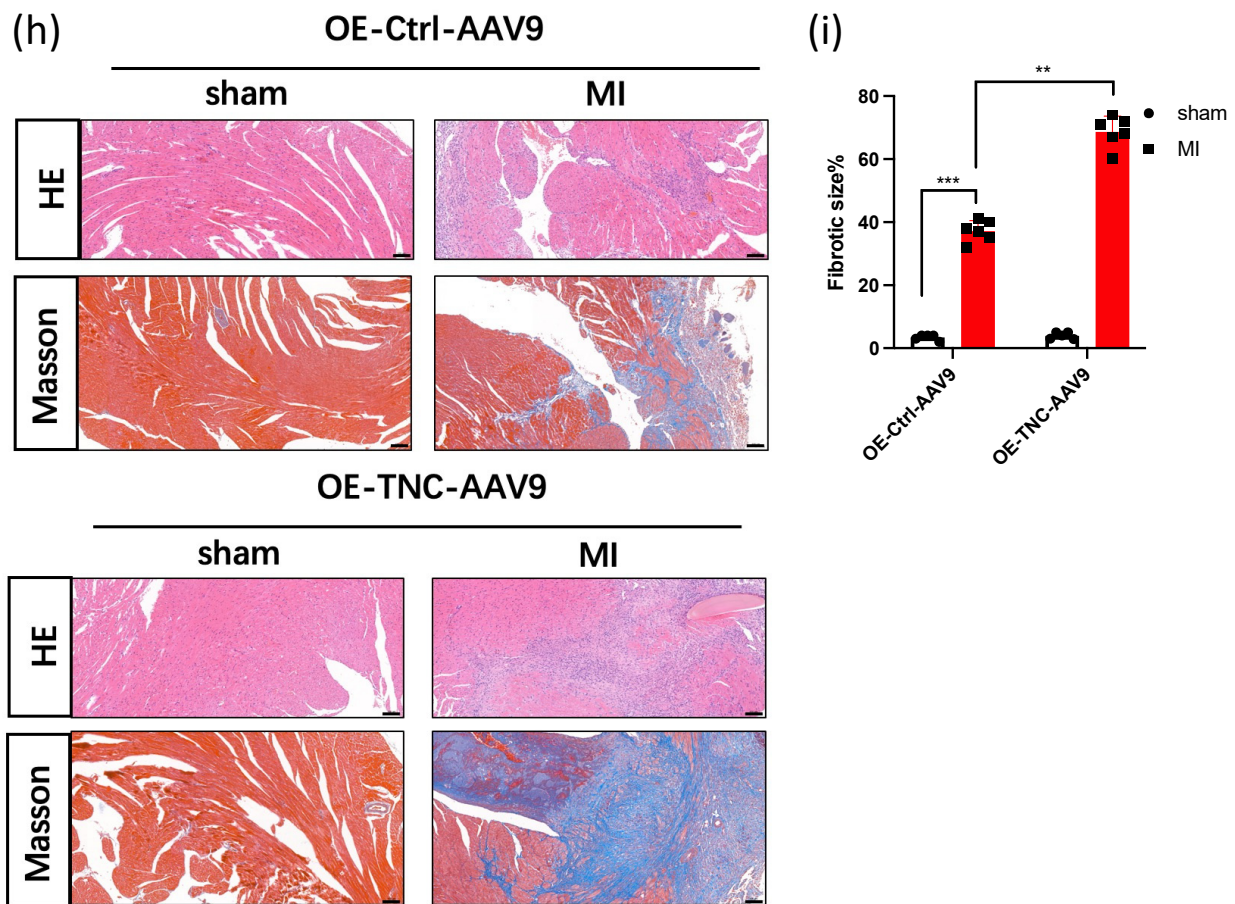 (h)
OE-Ctrl-AAV9
sham MI
HE
Masson
OE-TNC-AAV9
sham MI
HE
Masson
(i)
**
***
80
60
40
20
0
Fibrotic size%
sham
MI
OE-Ctrl-AAV9
OE-TNC-AAV9